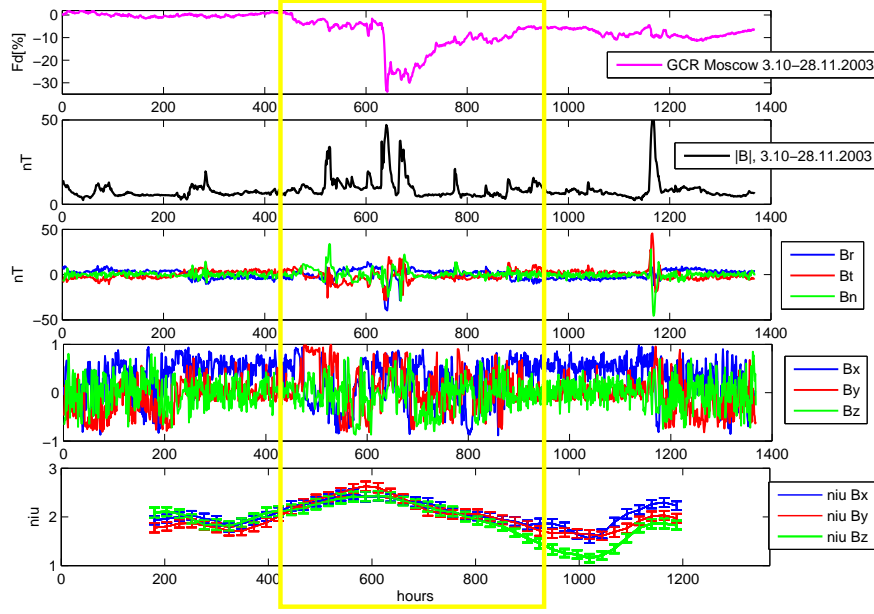 0
−10
−20
−30
Fd[%]
GCR Moscow 3.10−28.11.2003
0 200 400 600 800 1000 1200 1400
50
nT
0
|B|, 3.10−28.11.2003
0 200 400 600 800 1000 1200 1400
50
0
−50
nT
Br
Bt
Bn
0 200 400 600 800 1000 1200 1400
1
0
−1
Bx
By
Bz
0 200 400 600 800 1000 1200 1400
3
2
1
0
niu
niu Bx
niu By
niu Bz
0 200 400 600 800 1000 1200
hours